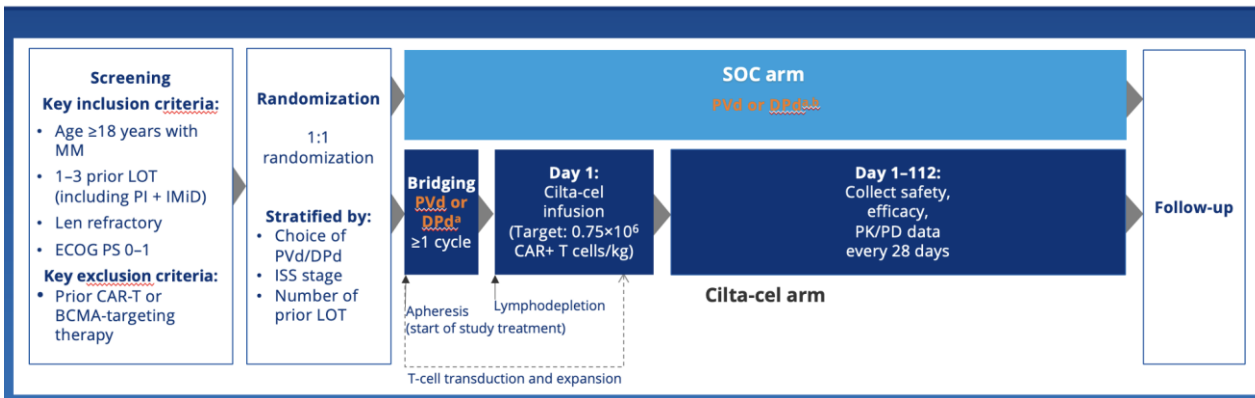 Screening
Key inclusion criteria:
• Age ≥18 years with
MM
• 1–3 prior LOT
(including PI + IMiD)
• Len refractory
• ECOG PS 0–1
Key exclusion criteria:
• Prior CAR-T or
BCMA-targeting
therapy
Randomization
1:1
randomization
Stratified by:
• Choice of
PVd/DPd
• ISS stage
• Number of
prior LOT
SOC arm
PVd or DPdᵃ,ᵇ
Bridging
PVd or
DPdᵃ
≥1 cycle
Day 1:
Cilta-cel
infusion
(Target: 0.75×10⁶
CAR+ T cells/kg)
Day 1–112:
Collect safety,
efficacy,
PK/PD data
every 28 days
Cilta-cel arm
Apheresis
(start of study treatment)
Lymphodepletion
T-cell transduction and expansion
Follow-up